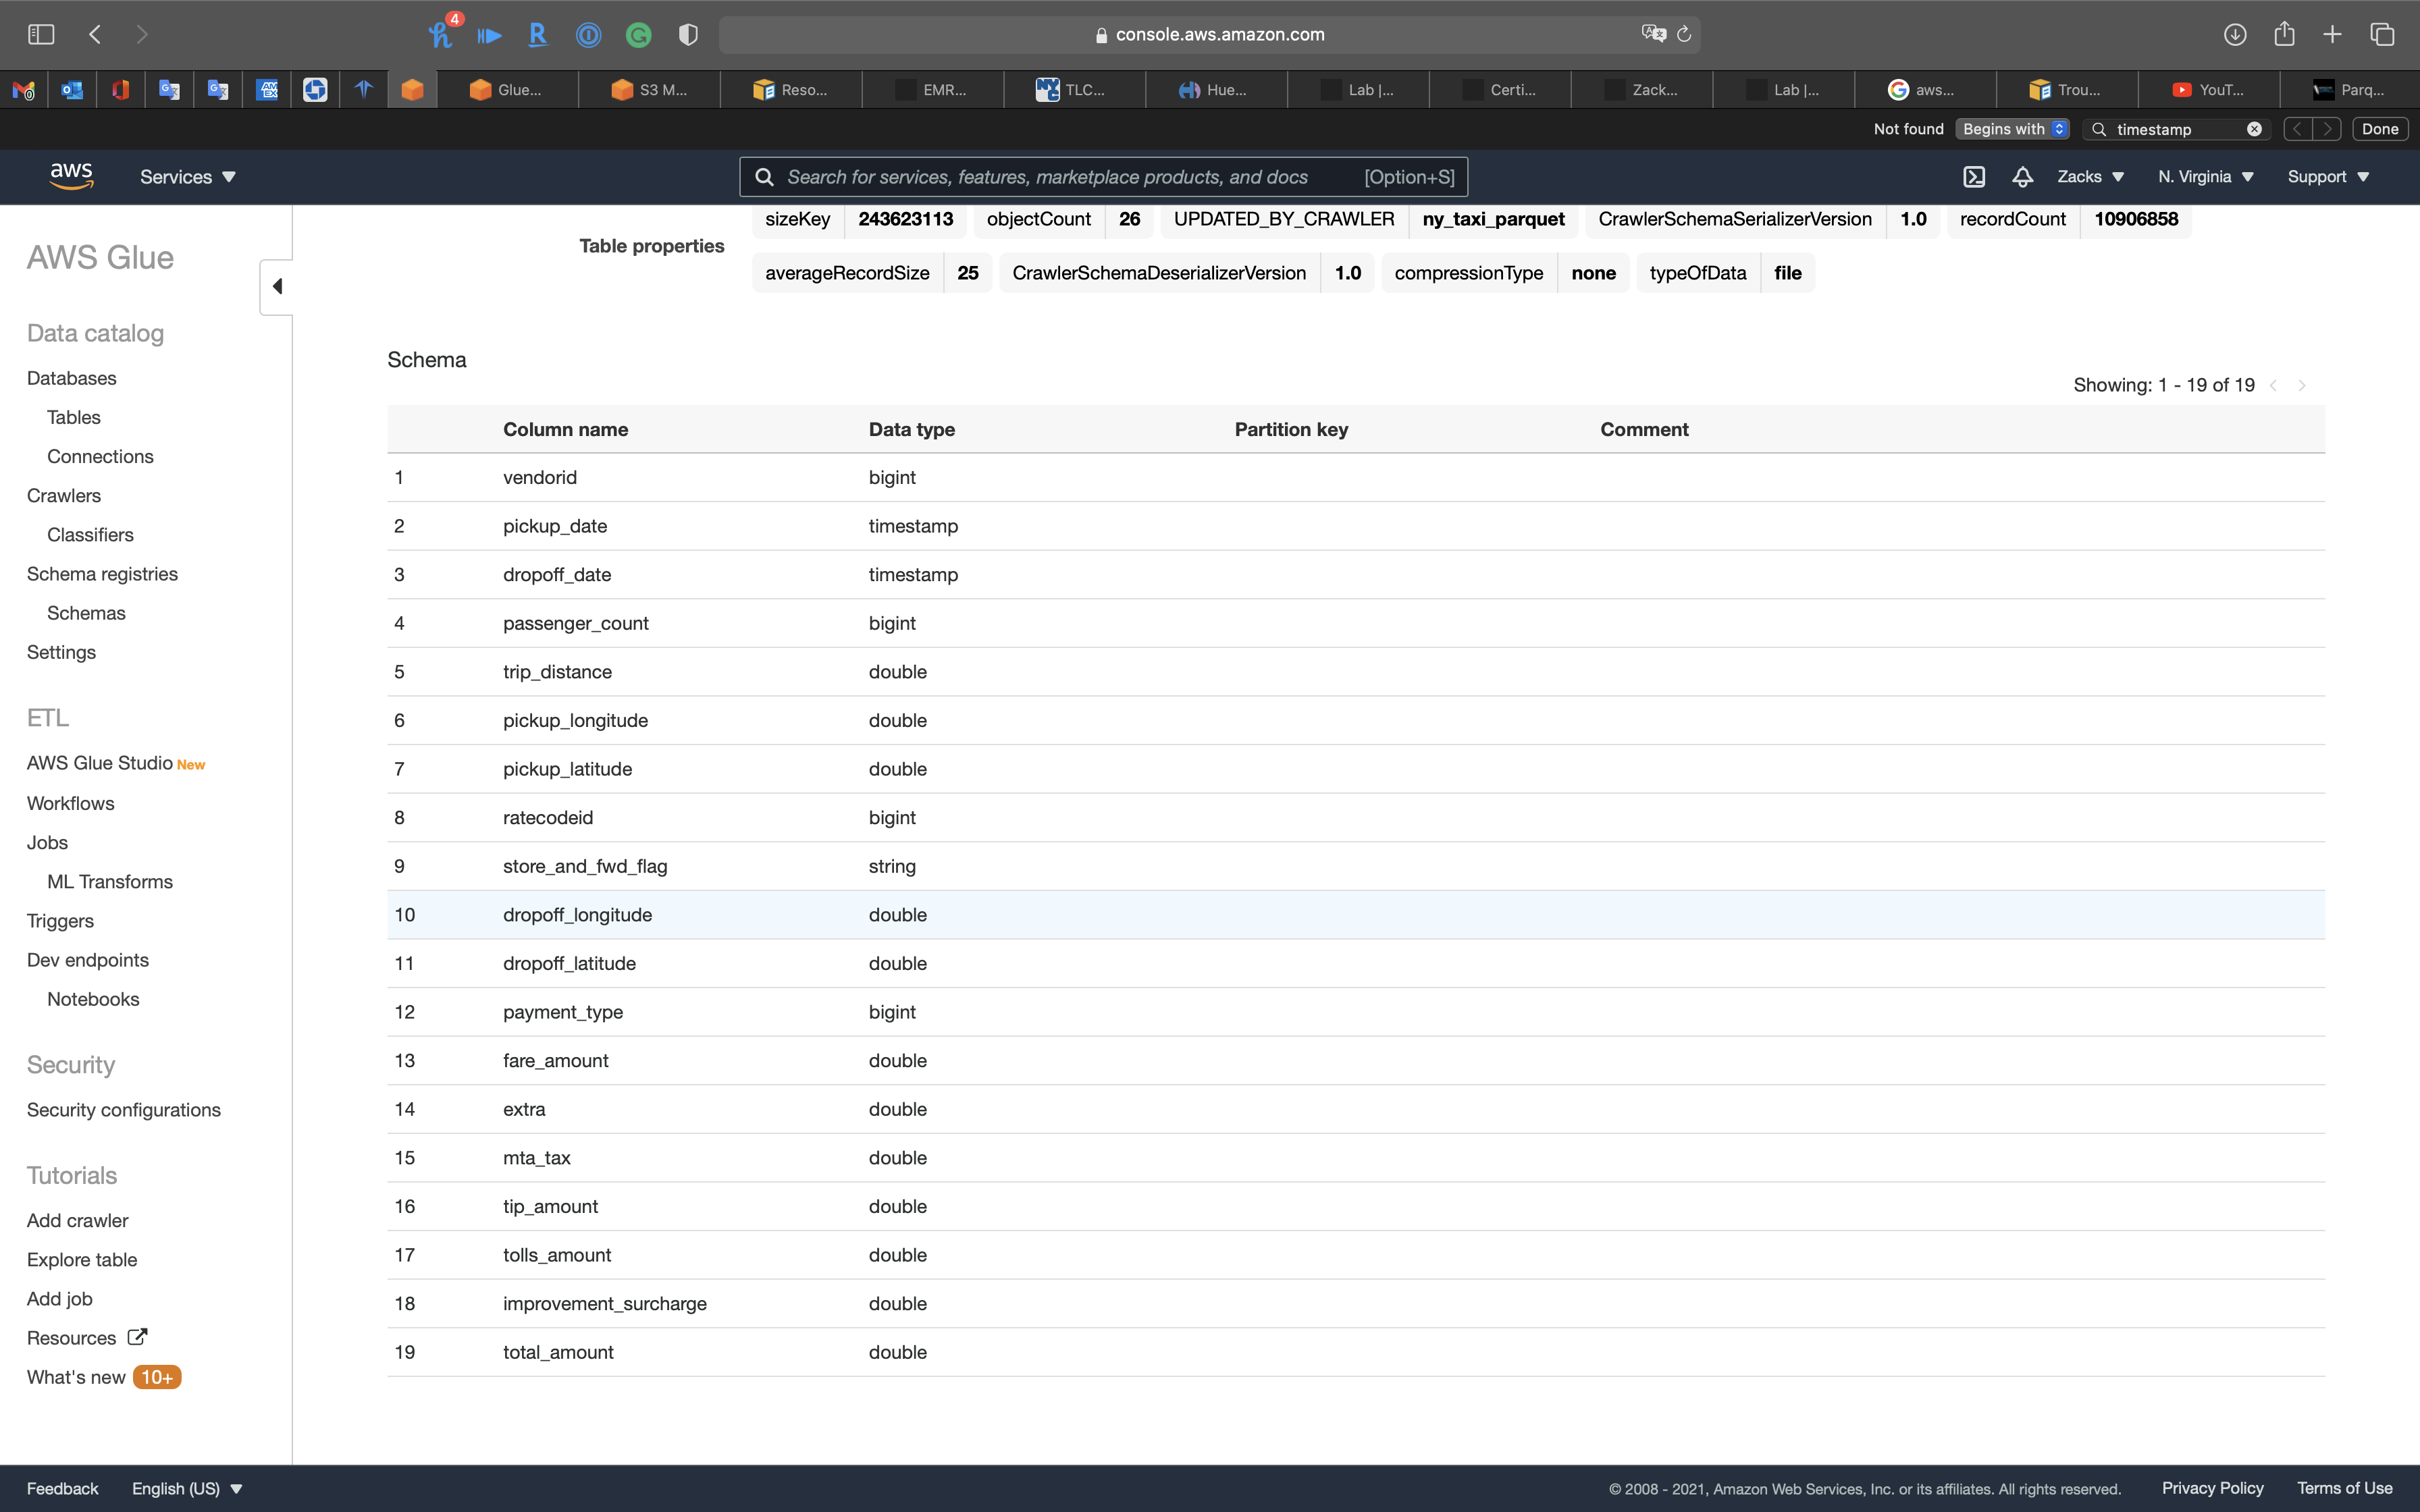 4
console.aws.amazon.com
Glue... S3 M... Reso... EMR... TLC... Hue... Lab |... Certi... Zack... Lab |... aws... Trou... YouT... Parq...
Not found Begins with timestamp Done
aws Services Search for services, features, marketplace products, and docs [Option+S] Zacks N. Virginia Support
AWS Glue
Data catalog
Databases
Tables
Connections
Crawlers
Classifiers
Schema registries
Schemas
Settings
ETL
AWS Glue Studio New
Workflows
Jobs
ML Transforms
Triggers
Dev endpoints
Notebooks
Security
Security configurations
Tutorials
Add crawler
Explore table
Add job
Resources
What's new 10+
sizeKey 243623113 objectCount 26 UPDATED_BY_CRAWLER ny_taxi_parquet CrawlerSchemaSerializerVersion 1.0 recordCount 10906858
Table properties
averageRecordSize 25 CrawlerSchemaDeserializerVersion 1.0 compressionType none typeOfData file
Schema
Showing: 1 - 19 of 19
Column name Data type Partition key Comment
1 vendorid bigint
2 pickup_date timestamp
3 dropoff_date timestamp
4 passenger_count bigint
5 trip_distance double
6 pickup_longitude double
7 pickup_latitude double
8 ratecodeid bigint
9 store_and_fwd_flag string
10 dropoff_longitude double
11 dropoff_latitude double
12 payment_type bigint
13 fare_amount double
14 extra double
15 mta_tax double
16 tip_amount double
17 tolls_amount double
18 improvement_surcharge double
19 total_amount double
Feedback English (US) © 2008 - 2021, Amazon Web Services, Inc. or its affiliates. All rights reserved. Privacy Policy Terms of Use